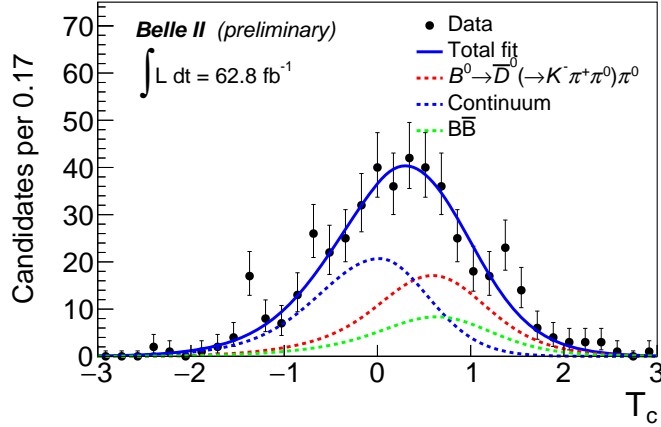 Belle II (preliminary)
∫ L dt = 62.8 fb⁻¹
Data
Total fit
B⁰→D̅⁰(→K⁻π⁺π⁰)π⁰
Continuum
BB̅
Candidates per 0.17
70
60
50
40
30
20
10
0
−3 −2 −1 0 1 2 3
T_c